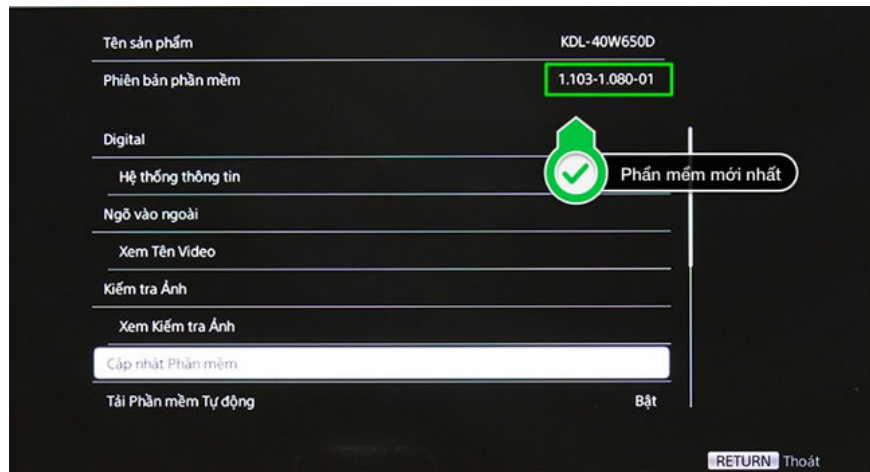 Tên sản phẩm KDL-40W650D
Phiên bản phần mềm 1.103-1.080-01
Digital
Hệ thống thông tin
Phần mềm mới nhất
Ngõ vào ngoài
Xem Tên Video
Kiểm tra Ảnh
Xem Kiểm tra Ảnh
Cập nhật Phần mềm
Tải Phần mềm Tự động Bật
RETURN Thoát